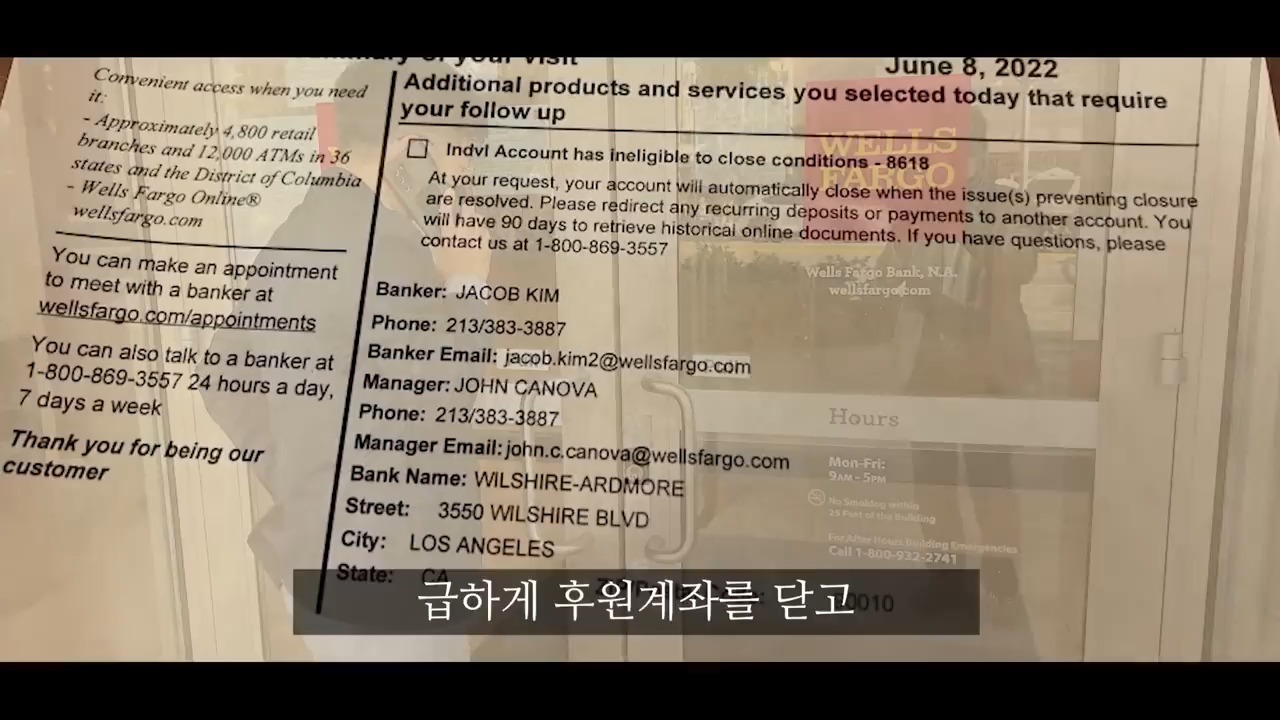 your visit
June 8, 2022
Convenient access when you need
it:
- Approximately 4,800 retail
branches and 12,000 ATMs in 36
states and the District of Columbia
- Wells Fargo Online®
wellsfargo.com
You can make an appointment
to meet with a banker at
wellsfargo.com/appointments
You can also talk to a banker at
1-800-869-3557 24 hours a day,
7 days a week
Thank you for being our
customer
Additional products and services you selected today that require
your follow up
Indvl Account has ineligible to close conditions - 8618
At your request, your account will automatically close when the issue(s) preventing closure
are resolved. Please redirect any recurring deposits or payments to another account. You
will have 90 days to retrieve historical online documents. If you have questions, please
contact us at 1-800-869-3557
Banker: JACOB KIM
Phone: 213/383-3887
Banker Email: jacob.kim2@wellsfargo.com
Manager: JOHN CANOVA
Phone: 213/383-3887
Manager Email: john.c.canova@wellsfargo.com
Bank Name: WILSHIRE-ARDMORE
Street: 3550 WILSHIRE BLVD
City: LOS ANGELES
State: CA
WELLS
FARGO
Wells Fargo Bank, N.A.
wellsfargo.com
Hours
Mon-Fri:
9AM - 5PM
No Smoking within
25 Feet of the Building
For After Hours Building Emergencies
Call 1-800-932-2741
급하게 후원계좌를 닫고